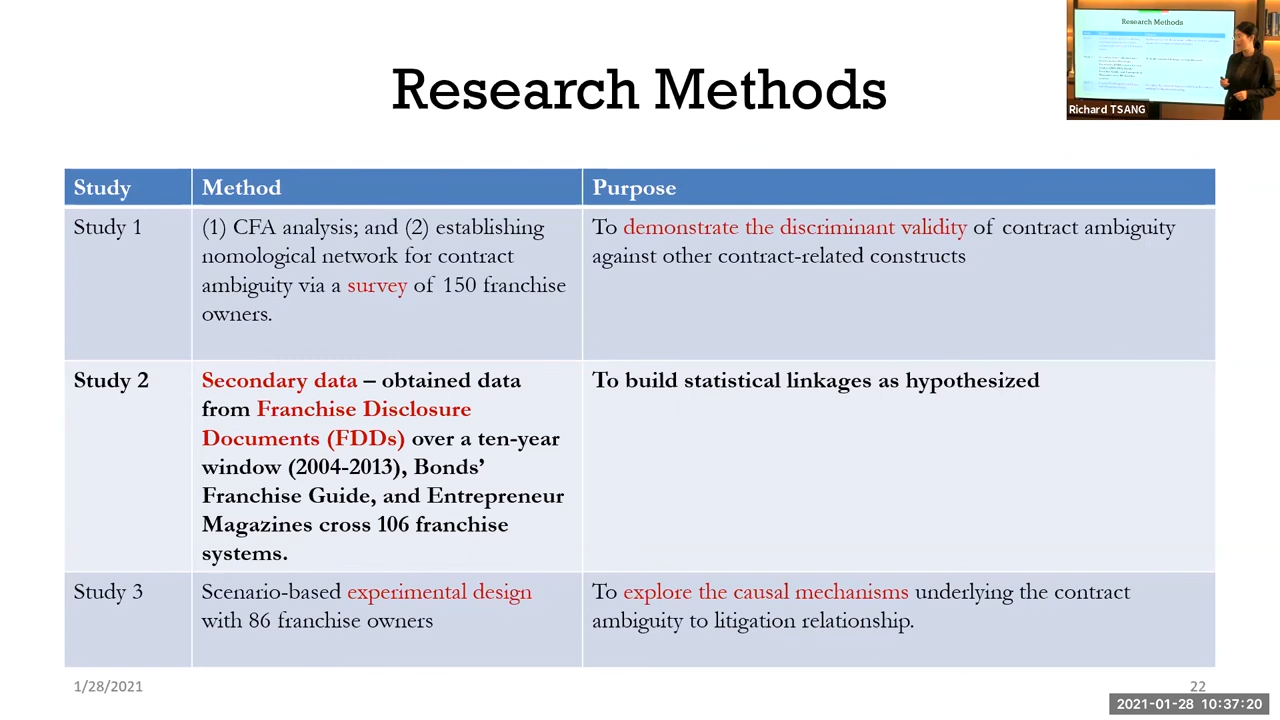 Research Methods
Research Methods
Richard TSANG
Study Method Purpose
Study 1
(1) CFA analysis; and (2) establishing
nomological network for contract
ambiguity via a survey of 150 franchise
owners.
To demonstrate the discriminant validity of contract ambiguity
against other contract-related constructs
Study 2
Secondary data – obtained data
from Franchise Disclosure
Documents (FDDs) over a ten-year
window (2004-2013), Bonds’
Franchise Guide, and Entrepreneur
Magazines cross 106 franchise
systems.
To build statistical linkages as hypothesized
Study 3
Scenario-based experimental design
with 86 franchise owners
To explore the causal mechanisms underlying the contract
ambiguity to litigation relationship.
1/28/2021
22
2021-01-28 10:37:20